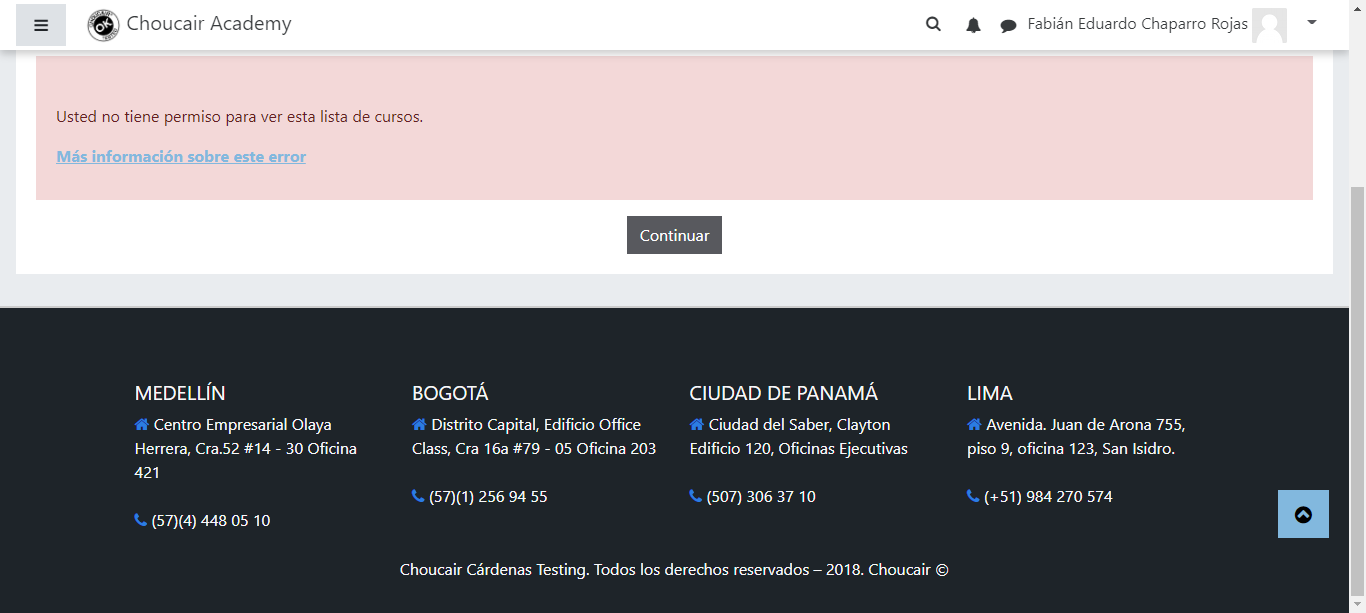 Choucair Academy
Fabián Eduardo Chaparro Rojas
Usted no tiene permiso para ver esta lista de cursos.
Más información sobre este error
Continuar
MEDELLÍN
Centro Empresarial Olaya
Herrera, Cra.52 #14 - 30 Oficina
421
(57)(4) 448 05 10
BOGOTÁ
Distrito Capital, Edificio Office
Class, Cra 16a #79 - 05 Oficina 203
(57)(1) 256 94 55
CIUDAD DE PANAMÁ
Ciudad del Saber, Clayton
Edificio 120, Oficinas Ejecutivas
(507) 306 37 10
LIMA
Avenida. Juan de Arona 755,
piso 9, oficina 123, San Isidro.
(+51) 984 270 574
Choucair Cárdenas Testing. Todos los derechos reservados – 2018. Choucair ©